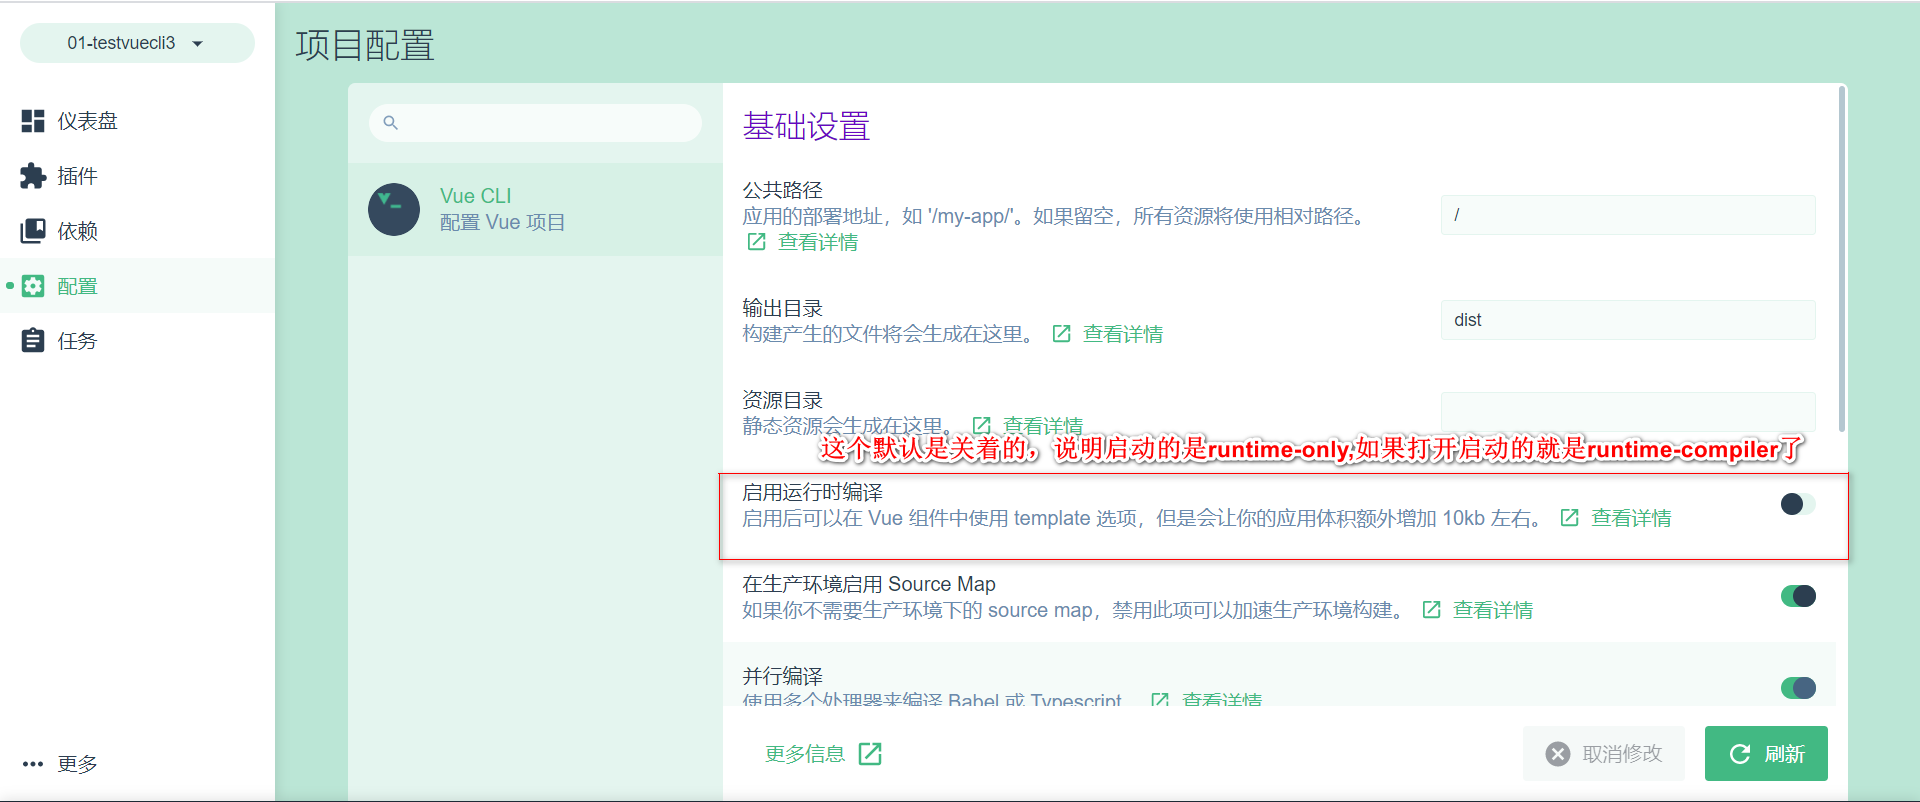 01-testvuecli3
仪表盘
插件
依赖
配置
任务
更多
项目配置
Vue CLI
配置 Vue 项目
基础设置
公共路径
应用的部署地址，如 '/my-app/'。如果留空，所有资源将使用相对路径。
查看详情
/
输出目录
构建产生的文件将会生成在这里。 查看详情
dist
资源目录
静态资源会生成在这里。 查看详情
这个默认是关着的，说明启动的是runtime-only,如果打开启动的就是runtime-compiler了
启用运行时编译
启用后可以在 Vue 组件中使用 template 选项，但是会让你的应用体积额外增加 10kb 左右。 查看详情
在生产环境启用 Source Map
如果你不需要生产环境下的 source map，禁用此项可以加速生产环境构建。 查看详情
并行编译
使用多个处理器来编译 Babel 或 Typescript 查看详情
更多信息
取消修改
刷新